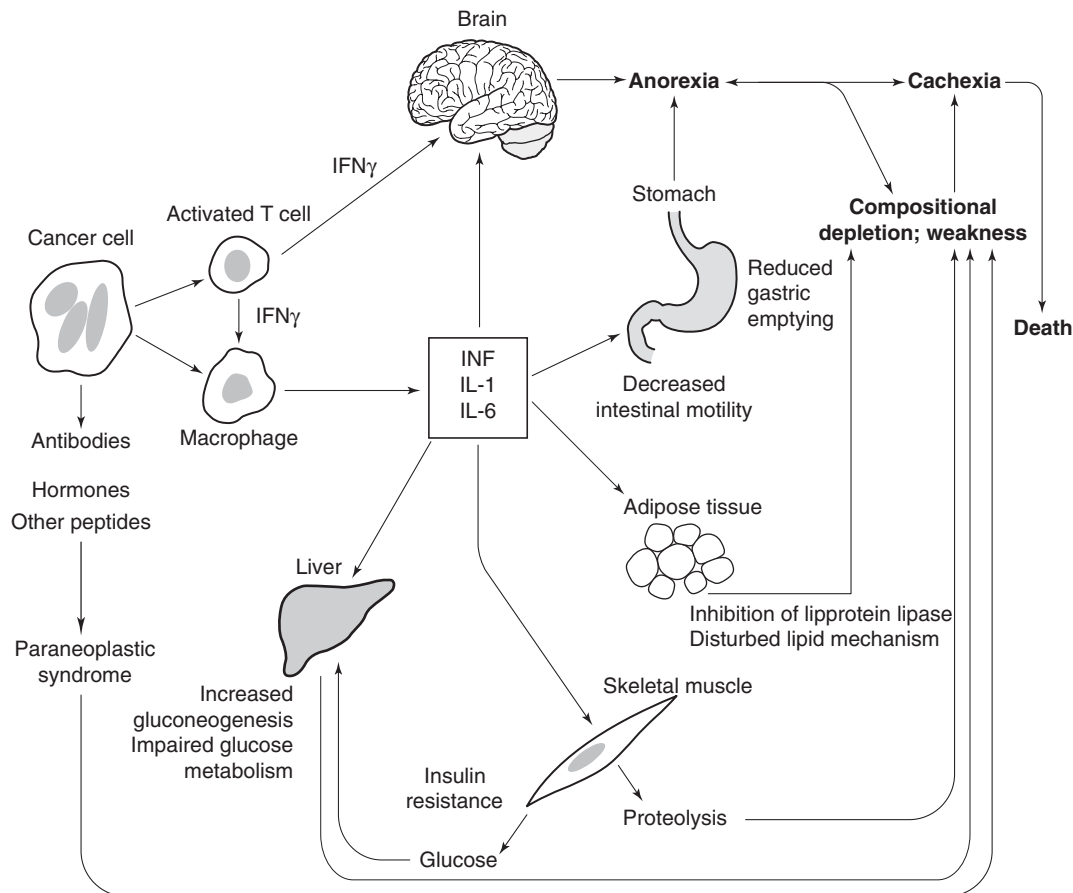 Brain
Anorexia
Cachexia
IFNγ
Stomach
Activated T cell
Compositional
depletion; weakness
Cancer cell
Reduced
gastric
emptying
IFNγ
Death
INF
IL-1
IL-6
Decreased
intestinal motility
Macrophage
Antibodies
Hormones
Other peptides
Adipose tissue
Liver
Inhibition of lipprotein lipase
Disturbed lipid mechanism
Paraneoplastic
syndrome
Skeletal muscle
Increased
gluconeogenesis
Impaired glucose
metabolism
Insulin
resistance
Proteolysis
Glucose